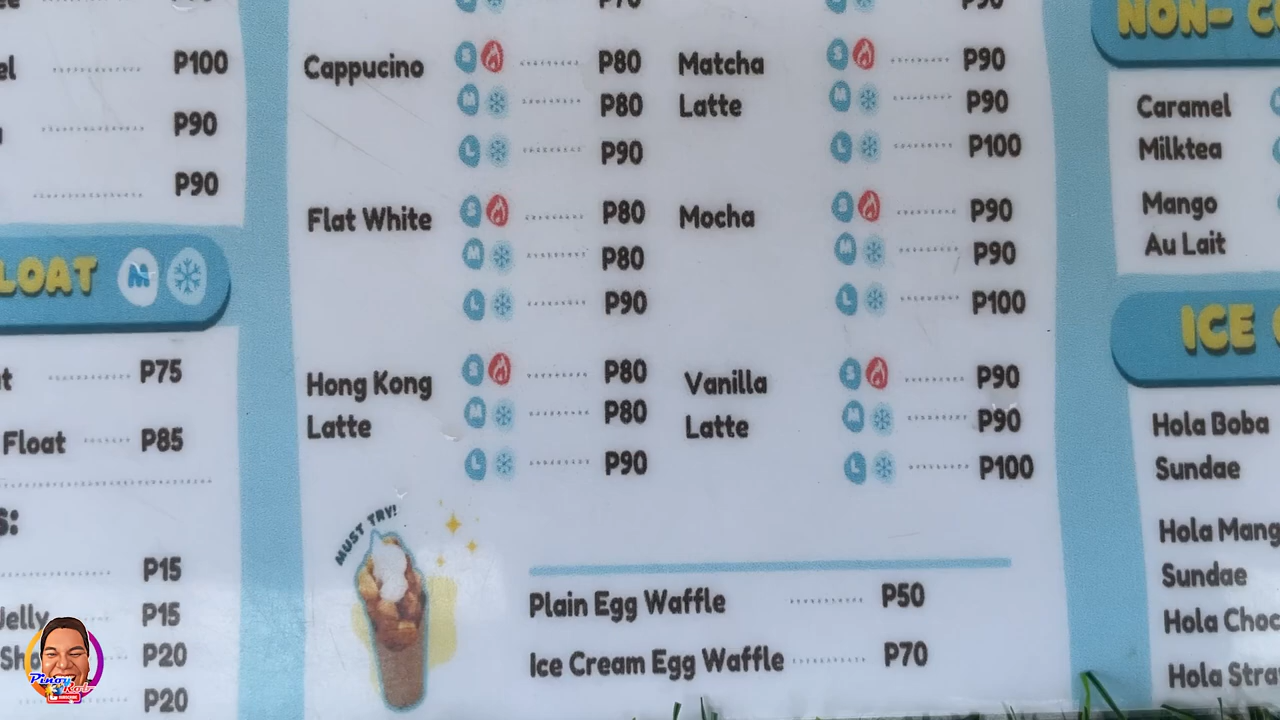 P100
P90
P90
LOAT M
P75
Float P85
S:
P15
Jelly P15
P20
P20
P70
Cappucino S P80
M P80
L P90
Flat White S P80
M P80
L P90
Hong Kong S P80
Latte M P80
L P90
P90
Matcha S P90
Latte M P90
L P100
Mocha S P90
M P90
L P100
Vanilla S P90
Latte M P90
L P100
MUST TRY!
Plain Egg Waffle P50
Ice Cream Egg Waffle P70
NON- C
Caramel
Milktea
Mango
Au Lait
ICE
Hola Boba
Sundae
Hola Mang
Sundae
Hola Choc
Hola Stra
Pinoy